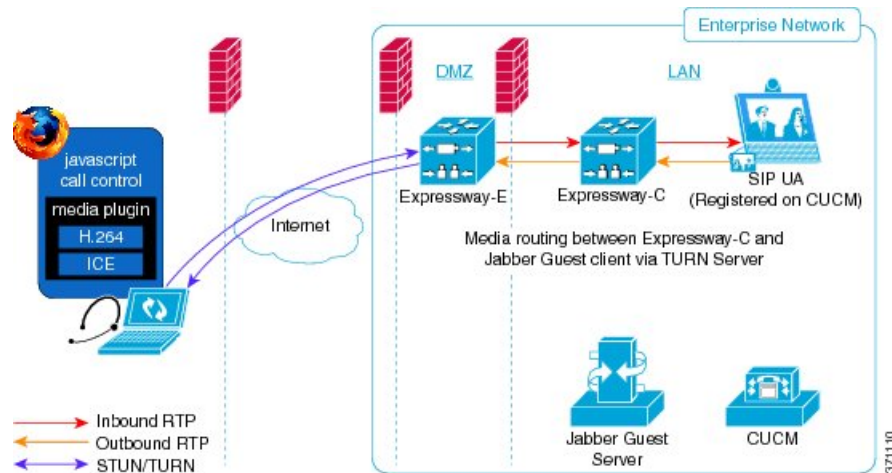 Enterprise Network
DMZ
LAN
javascript
call control
media plugin
H.264
ICE
Internet
Expressway-E
Expressway-C
SIP UA
(Registered on CUCM)
Media routing between Expressway-C and
Jabber Guest client via TURN Server
Inbound RTP
Outbound RTP
STUN/TURN
Jabber Guest
Server
CUCM